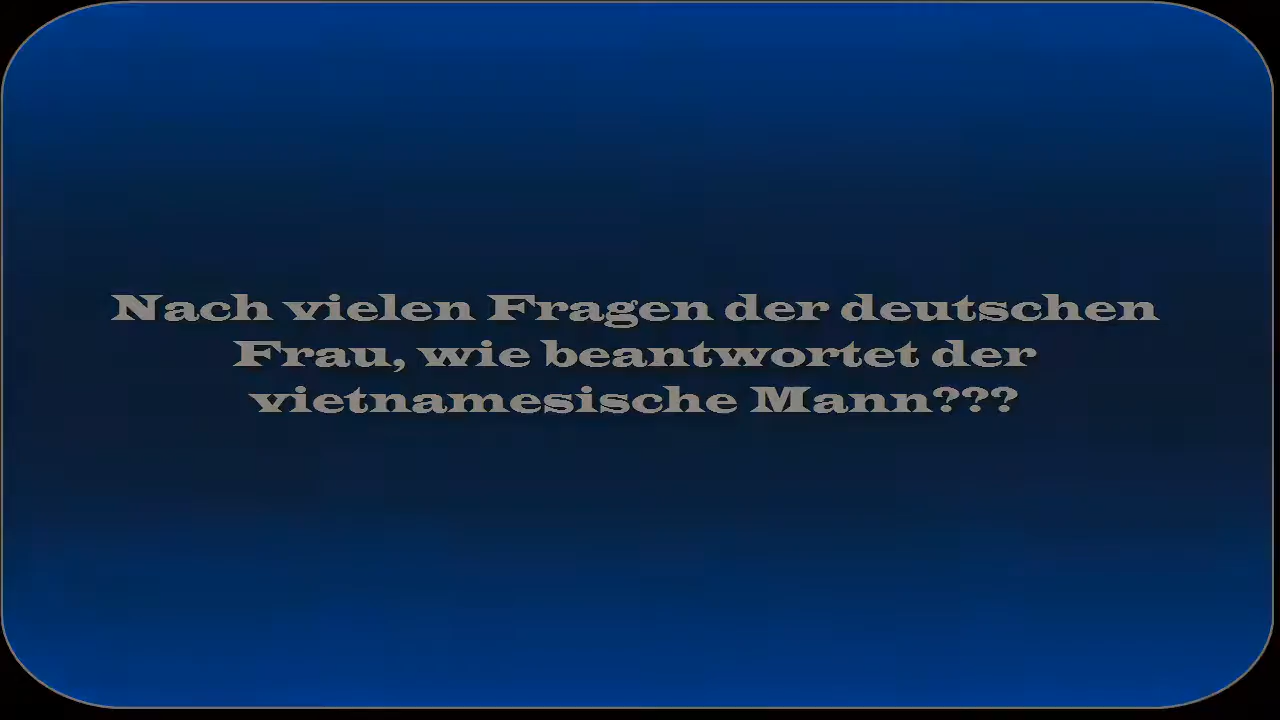 Nach vielen Fragen der deutschen
Frau, wie beantwortet der
vietnamesische Mann???